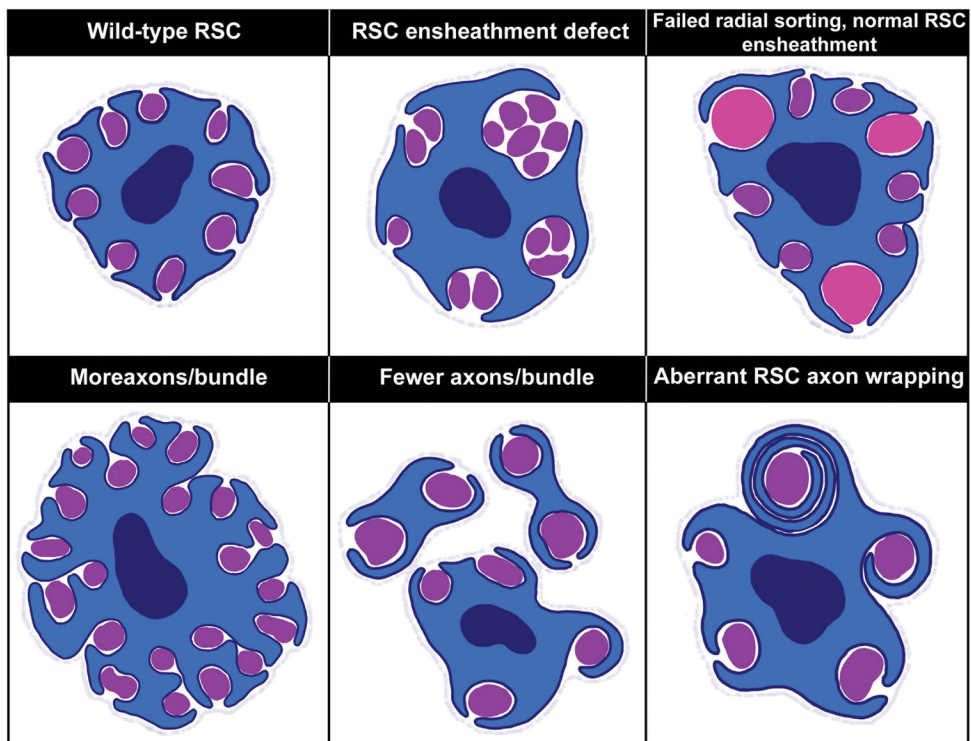 Wild-type RSC
RSC ensheathment defect
Failed radial sorting, normal RSC
ensheathment
Moreaxons/bundle
Fewer axons/bundle
Aberrant RSC axon wrapping